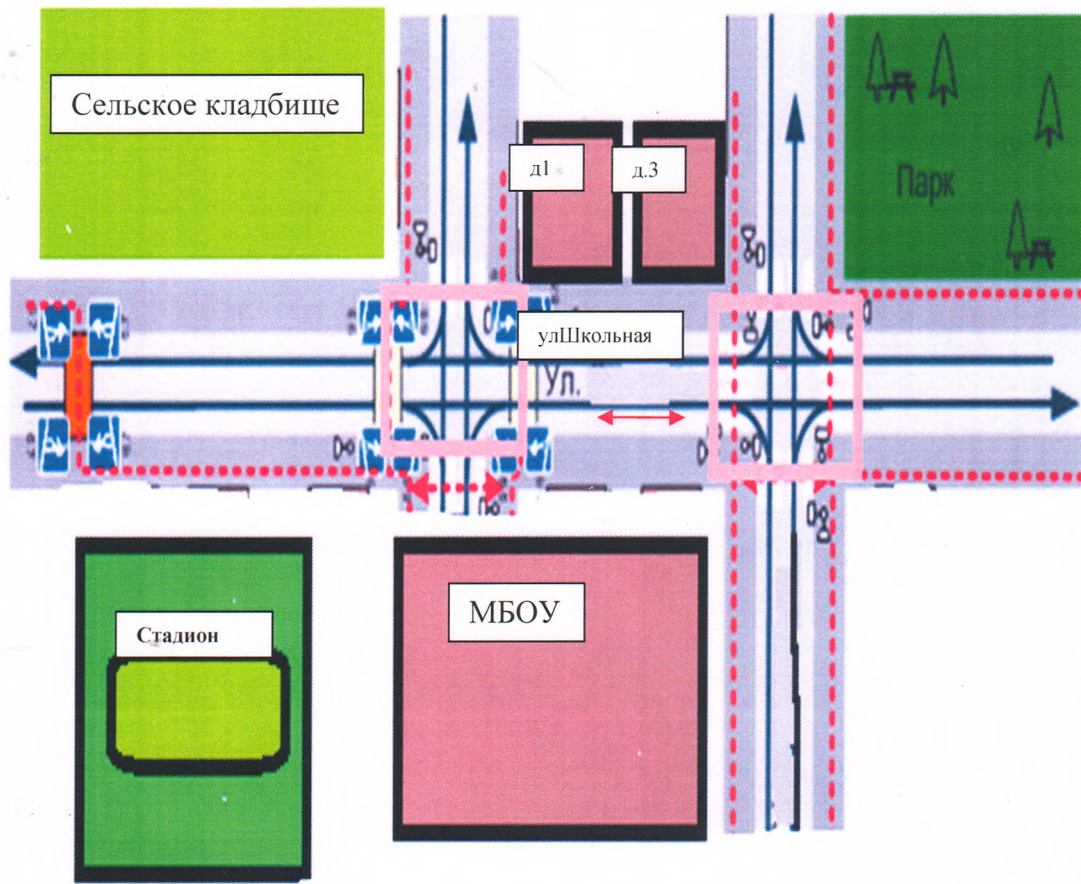 Сельское кладбище
д1
д.3
Парк
улШкольная
Ул.
МБОУ
Стадион